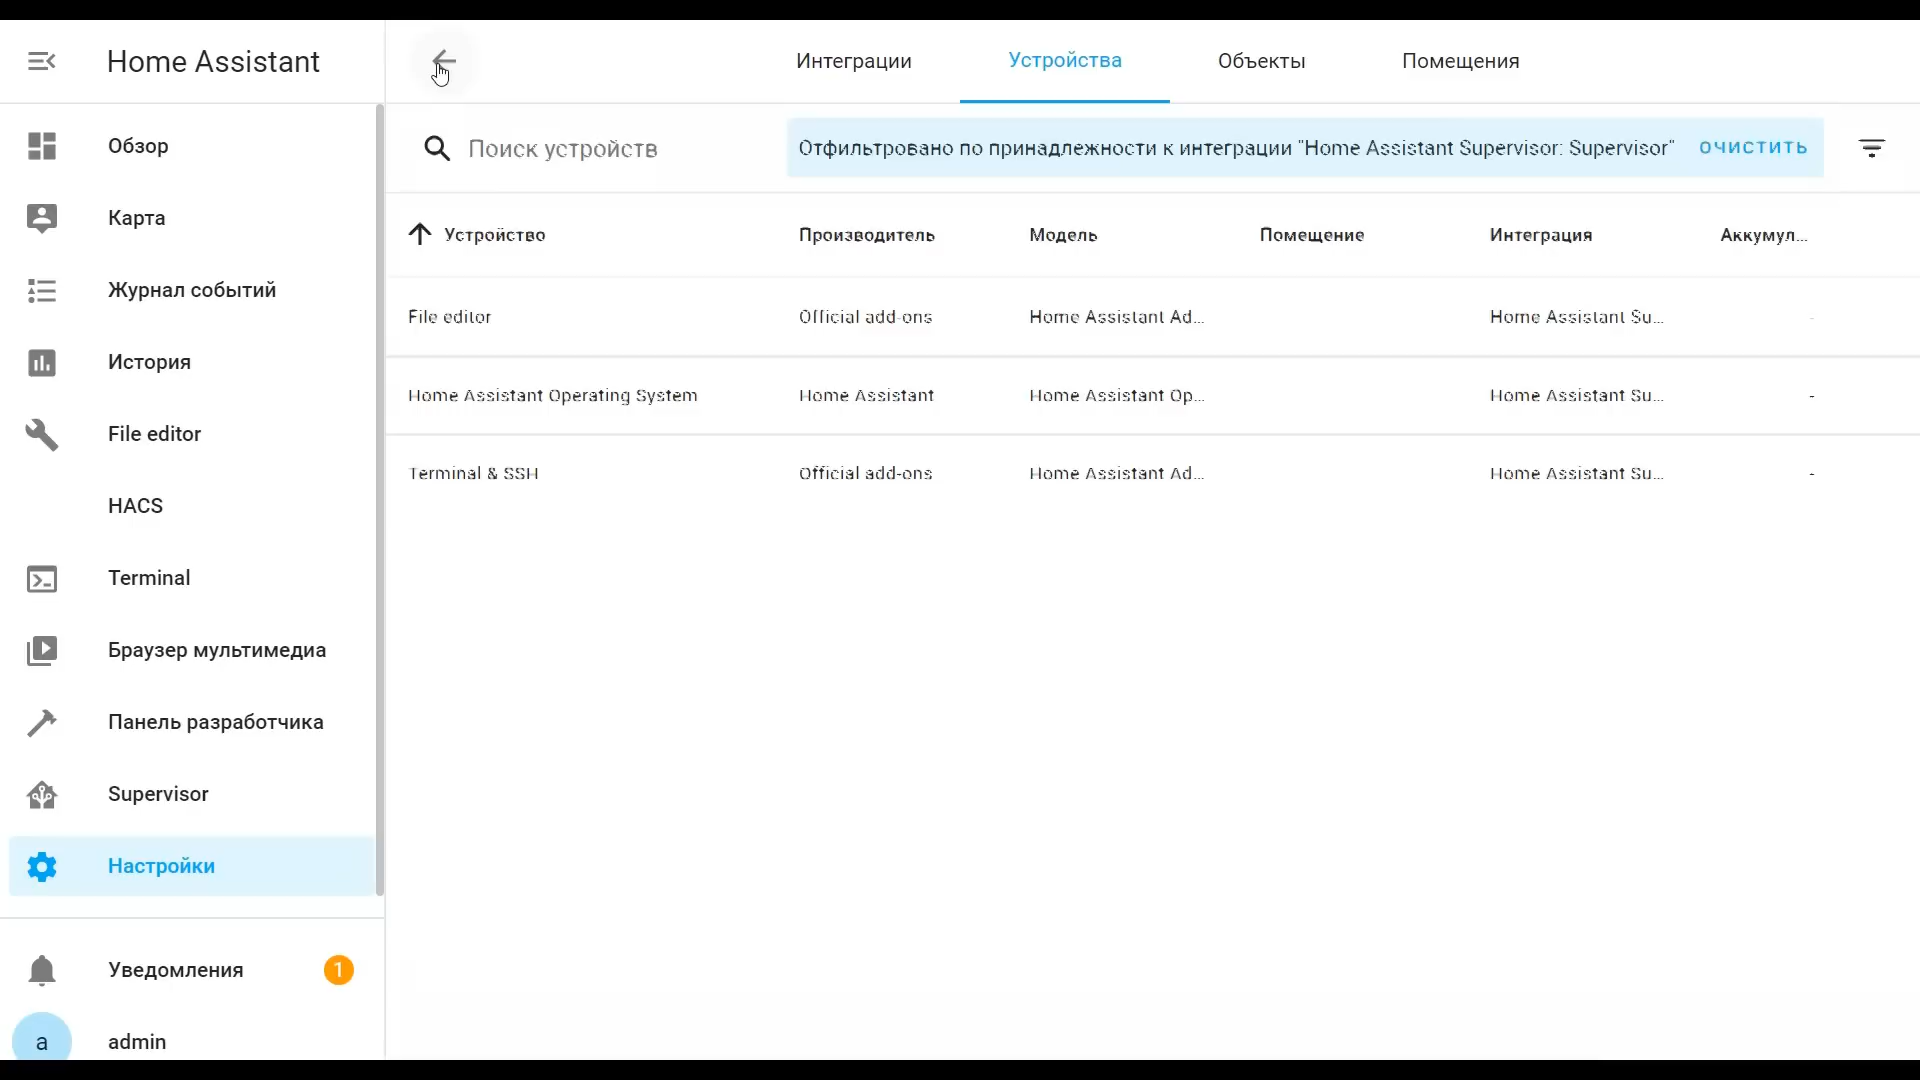 Home Assistant
Интеграции Устройства Объекты Помещения
Поиск устройств
Отфильтровано по принадлежности к интеграции "Home Assistant Supervisor: Supervisor" ОЧИСТИТЬ
Устройство Производитель Модель Помещение Интеграция Аккумул...
File editor Official add-ons Home Assistant Ad... Home Assistant Su... -
Home Assistant Operating System Home Assistant Home Assistant Op... Home Assistant Su... -
Terminal & SSH Official add-ons Home Assistant Ad... Home Assistant Su... -
Обзор
Карта
Журнал событий
История
File editor
HACS
Terminal
Браузер мультимедиа
Панель разработчика
Supervisor
Настройки
Уведомления 1
a admin